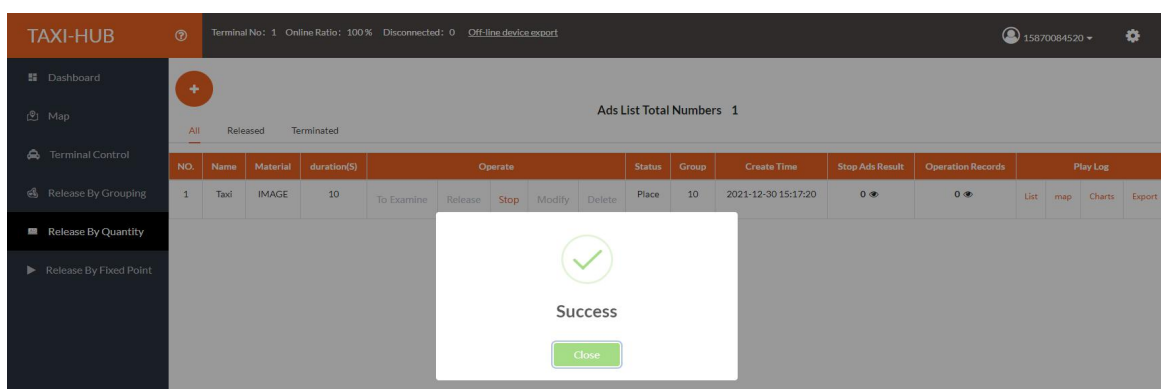 TAXI-HUB
Terminal No: 1 Online Ratio: 100 % Disconnected: 0 Off-line device export
15870084520
Dashboard
Map
Terminal Control
Release By Grouping
Release By Quantity
Release By Fixed Point
+
Ads List Total Numbers 1
All Released Terminated
NO. Name Material duration(S) Operate Status Group Create Time Stop Ads Result Operation Records Play Log
1 Taxi IMAGE 10 To Examine Release Stop Modify Delete Place 10 2021-12-30 15:17:20 0 0 List map Charts Export
Success
Close